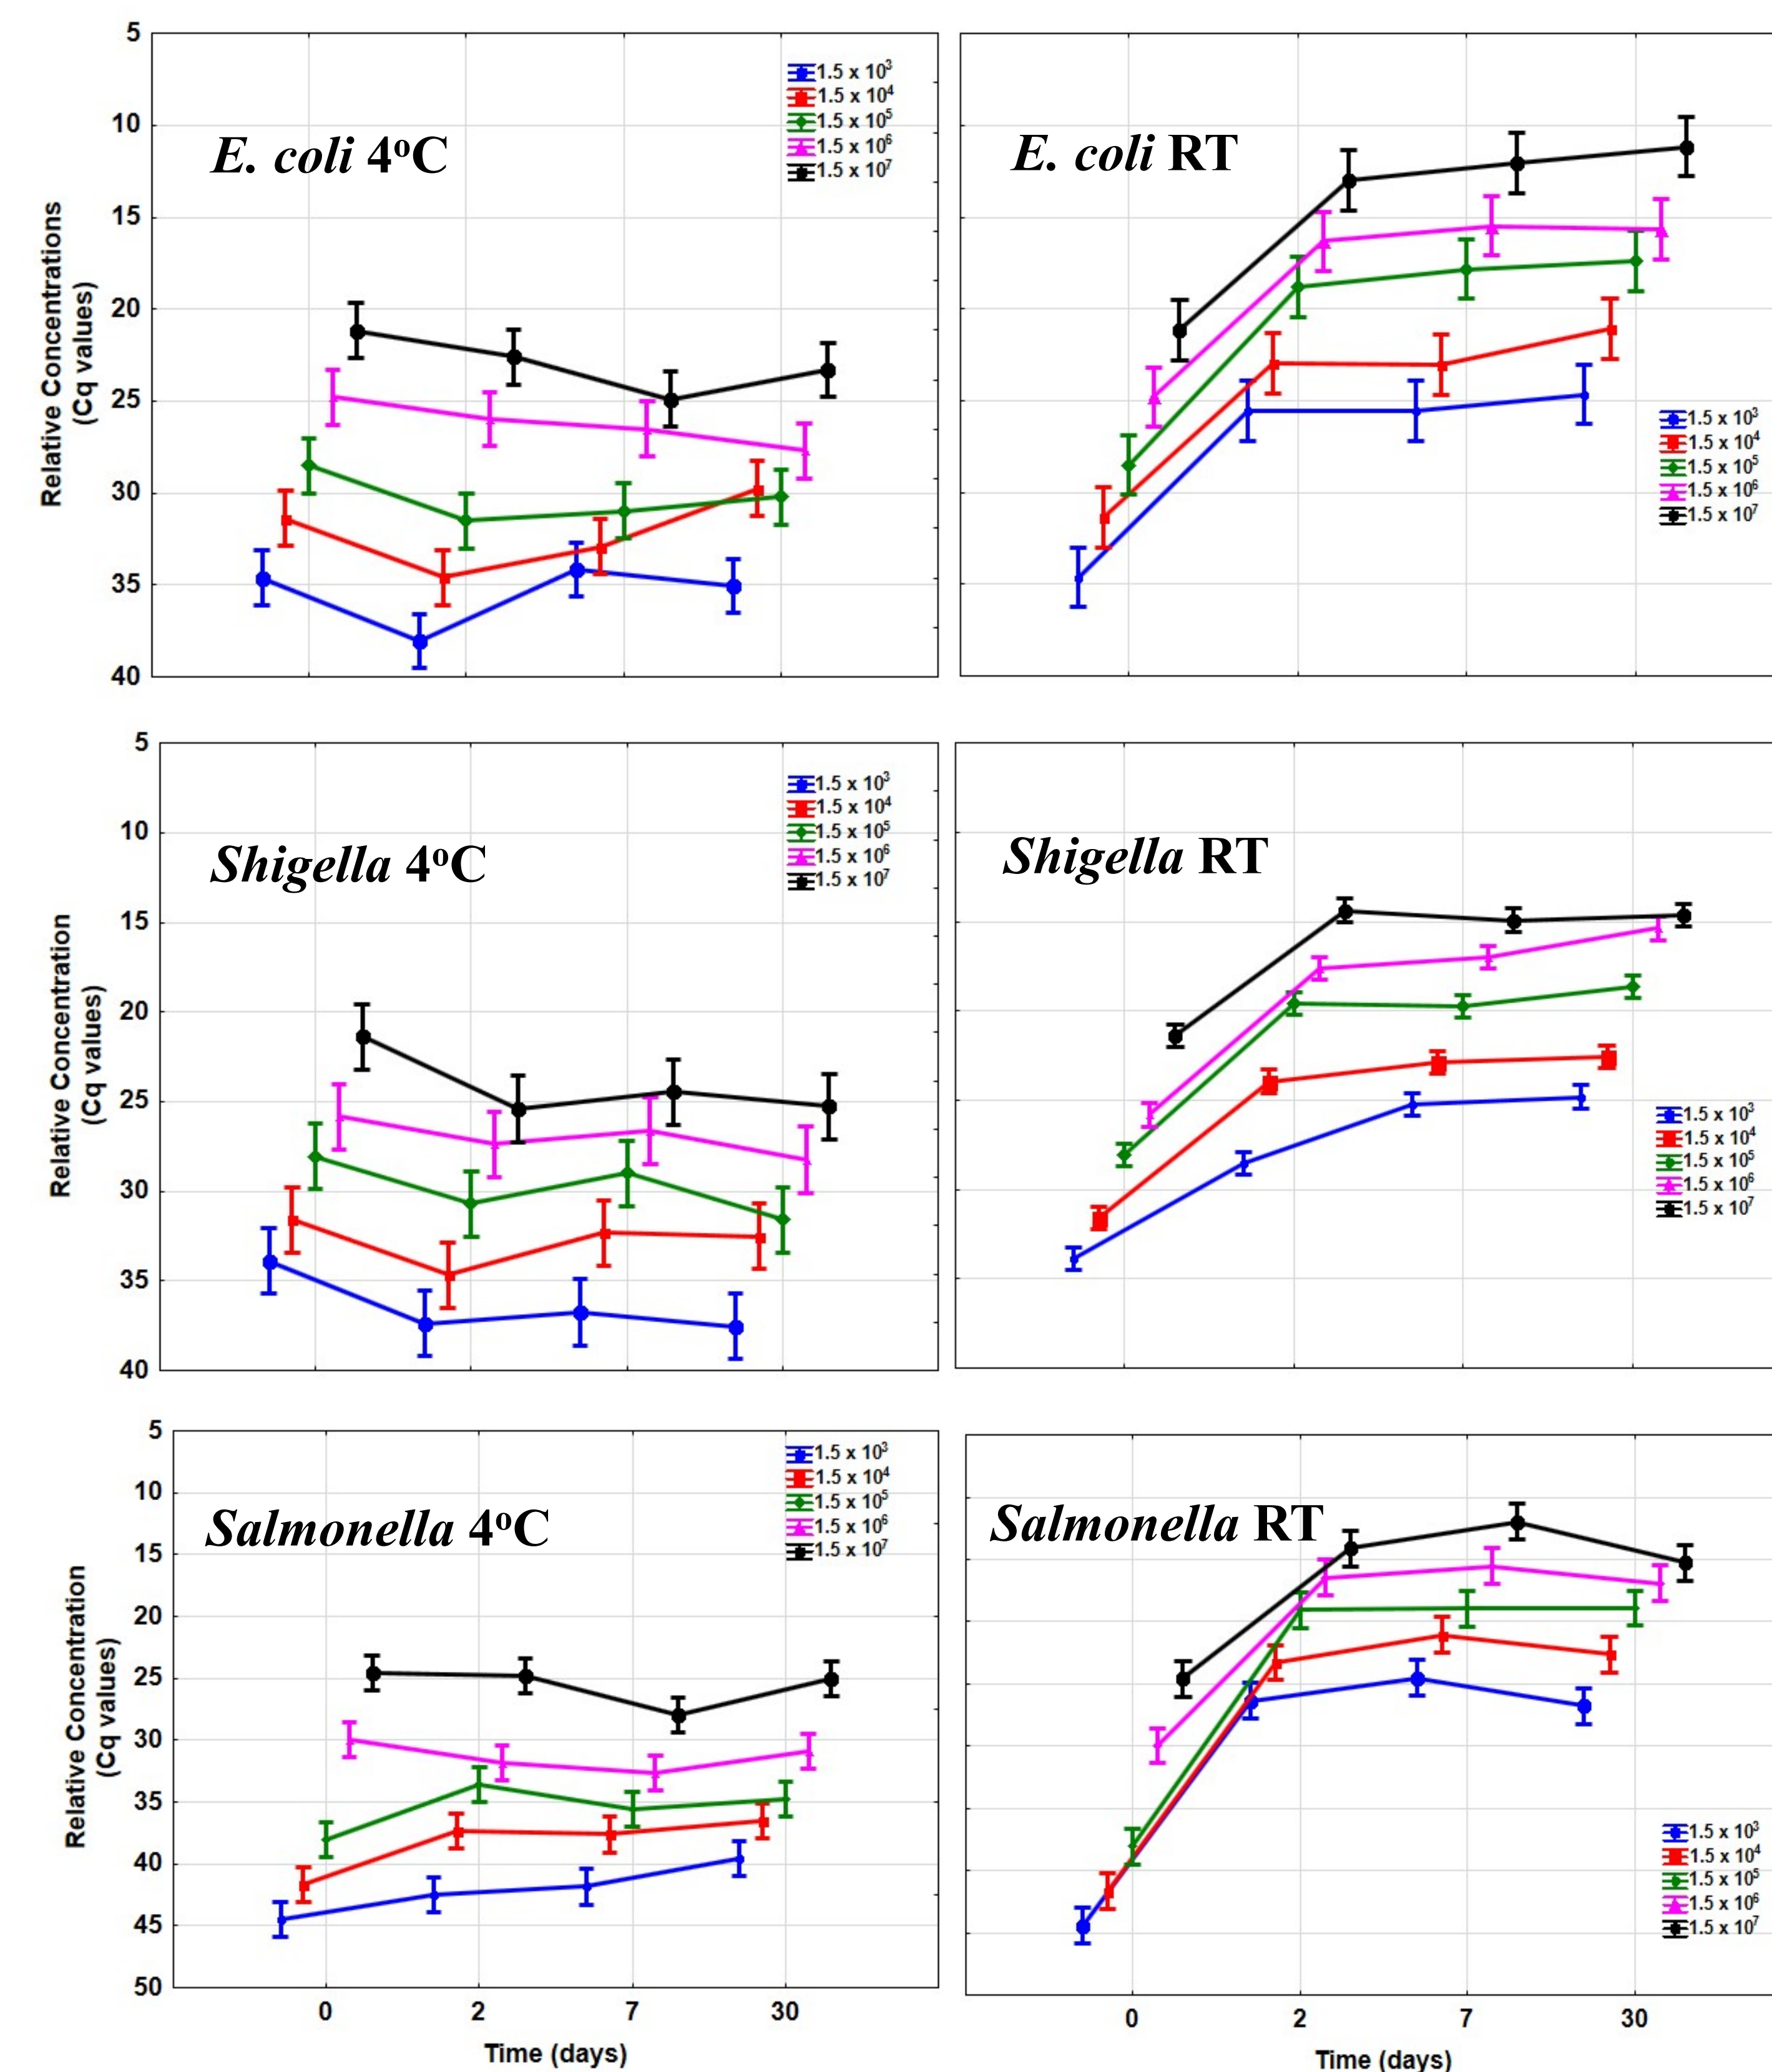 5
10
15
20
25
30
35
40
Relative Concentrations
(Cq values)
E. coli 4ºC
1.5 x 10³
1.5 x 10⁴
1.5 x 10⁵
1.5 x 10⁶
1.5 x 10⁷
E. coli RT
1.5 x 10³
1.5 x 10⁴
1.5 x 10⁵
1.5 x 10⁶
1.5 x 10⁷
5
10
15
20
25
30
35
40
Relative Concentration
(Cq values)
Shigella 4ºC
1.5 x 10³
1.5 x 10⁴
1.5 x 10⁵
1.5 x 10⁶
1.5 x 10⁷
Shigella RT
1.5 x 10³
1.5 x 10⁴
1.5 x 10⁵
1.5 x 10⁶
1.5 x 10⁷
5
10
15
20
25
30
35
40
45
50
Relative Concentration
(Cq values)
Salmonella 4ºC
1.5 x 10³
1.5 x 10⁴
1.5 x 10⁵
1.5 x 10⁶
1.5 x 10⁷
0 2 7 30
Time (days)
Salmonella RT
1.5 x 10³
1.5 x 10⁴
1.5 x 10⁵
1.5 x 10⁶
1.5 x 10⁷
0 2 7 30
Time (days)